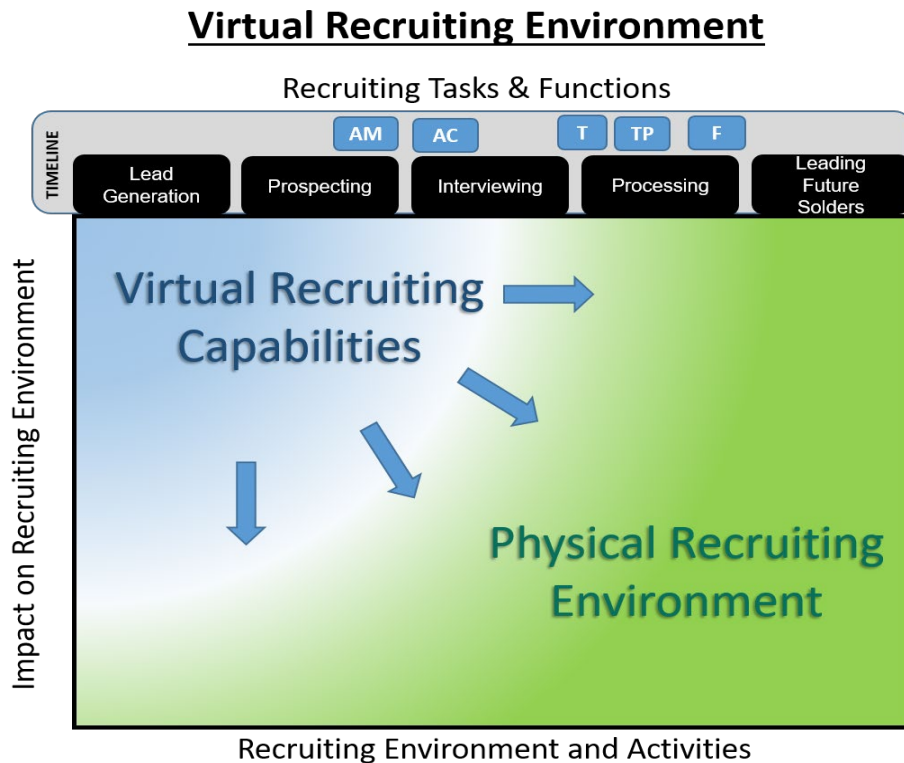 Virtual Recruiting Environment
Recruiting Tasks & Functions
TIMELINE
AM AC T TP F
Lead
Generation
Prospecting
Interviewing
Processing
Leading
Future
Solders
Impact on Recruiting Environment
Virtual Recruiting
Capabilities
Physical Recruiting
Environment
Recruiting Environment and Activities